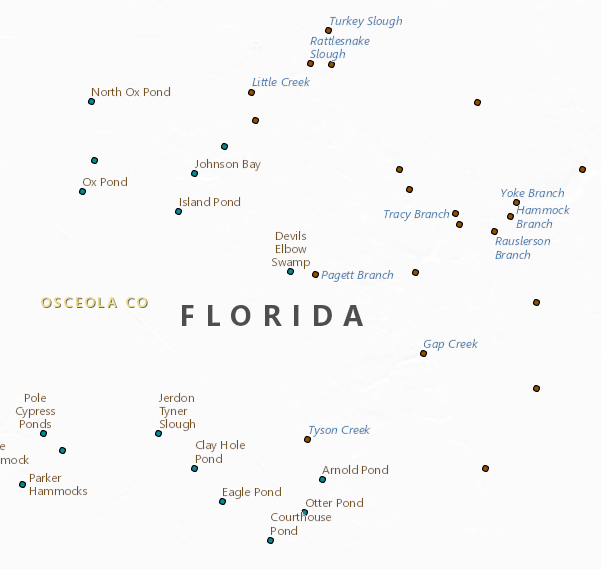 Turkey Slough
Rattlesnake
Slough
Little Creek
North Ox Pond
Johnson Bay
Ox Pond
Island Pond
Yoke Branch
Hammock
Branch
Tracy Branch
Rauslerson
Branch
Devils
Elbow
Swamp
Pagett Branch
OSCEOLA CO
FLORIDA
Gap Creek
Pole
Cypress
Ponds
Jerdon
Tyner
Slough
Tyson Creek
Clay Hole
Pond
e
mock
Parker
Hammocks
Arnold Pond
Eagle Pond
Otter Pond
Courthouse
Pond